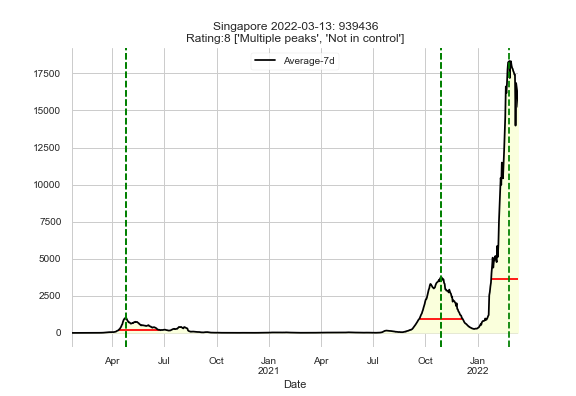 Singapore 2022-03-13: 939436
Rating:8 ['Multiple peaks', 'Not in control']
Average-7d
17500
15000
12500
10000
7500
5000
2500
0
Apr Jul Oct Jan Apr Jul Oct Jan
2021 2022
Date